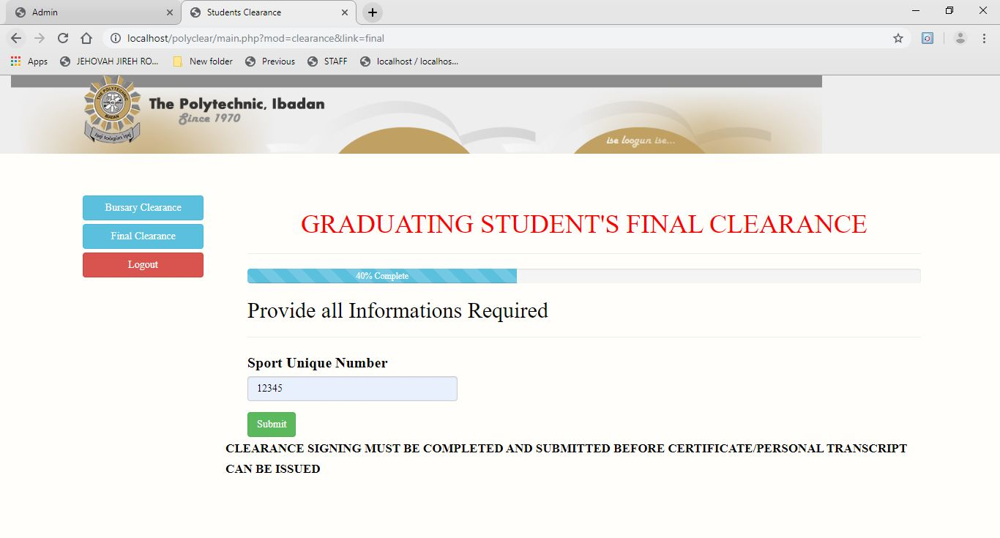 Admin
Students Clearance
localhost/polyclear/main.php?mod=clearance&link=final
Apps
JEHOVAH JIREH RO...
New folder
Previous
STAFF
localhost / localhos...
THE POLYTECHNIC
IBADAN
Isẹ́ loògùn iṣẹ́
The Polytechnic, Ibadan
Since 1970
ise loogun ise...
Bursary Clearance
Final Clearance
Logout
GRADUATING STUDENT'S FINAL CLEARANCE
40% Complete
Provide all Informations Required
Sport Unique Number
12345
Submit
CLEARANCE SIGNING MUST BE COMPLETED AND SUBMITTED BEFORE CERTIFICATE/PERSONAL TRANSCRIPT
CAN BE ISSUED